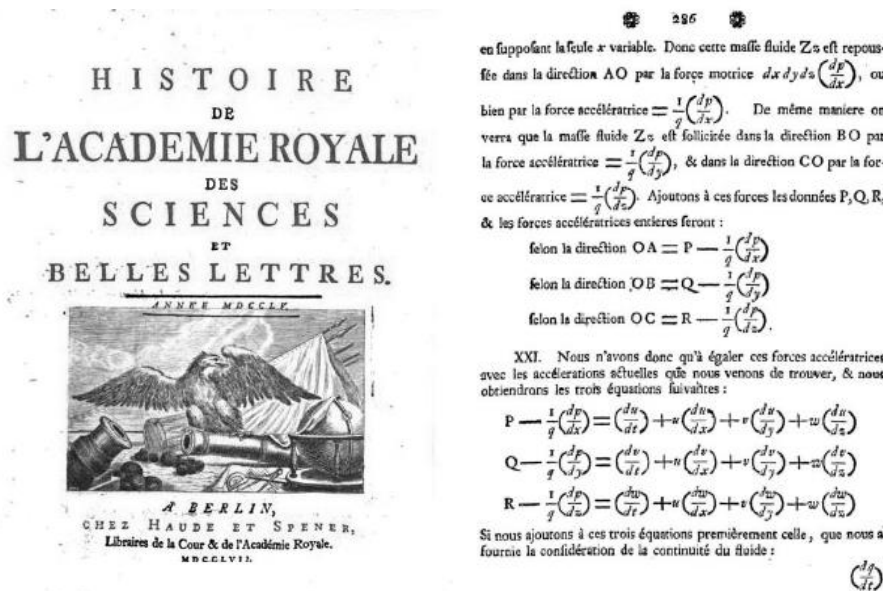 HISTOIRE
DE
L'ACADEMIE ROYALE
DES
SCIENCES
ET
BELLES LETTRES.
ANNÉE MDCCLV.
A BERLIN,
CHEZ HAUDE ET SPENER,
Libraires de la Cour & de l'Académie Royale.
MDCCLVII.
286
en supposant la seule x variable. Donc cette masse fluide Zz est repous-
sée dans la direction AO par la force motrice dx dy dz (dp/dx), ou
bien par la force accélératrice = 1/q (dp/dx). De même maniere on
verra que la masse fluide Zz est sollicitée dans la direction BO par
la force accélératrice = 1/q (dp/dy), & dans la direction CO par la for-
ce accélératrice = 1/q (dp/dz). Ajoutons à ces forces les données P, Q, R,
& les forces accélératrices entieres seront :
selon la direction OA = P — 1/q (dp/dx)
selon la direction OB = Q — 1/q (dp/dy)
selon la direction OC = R — 1/q (dp/dz).
XXI. Nous n'avons donc qu'à égaler ces forces accélératrices
avec les accélerations actuelles que nous venons de trouver, & nous
obtiendrons les trois équations suivantes :
P — 1/q (dp/dx) = (du/dt) + u (du/dx) + v (du/dy) + w (du/dz)
Q — 1/q (dp/dy) = (dv/dt) + u (dv/dx) + v (dv/dy) + w (dv/dz)
R — 1/q (dp/dz) = (dw/dt) + u (dw/dx) + v (dw/dy) + w (dw/dz)
Si nous ajoutons à ces trois équations premièrement celle, que nous a
fournie la considération de la continuité du fluide :
(dq/dt)